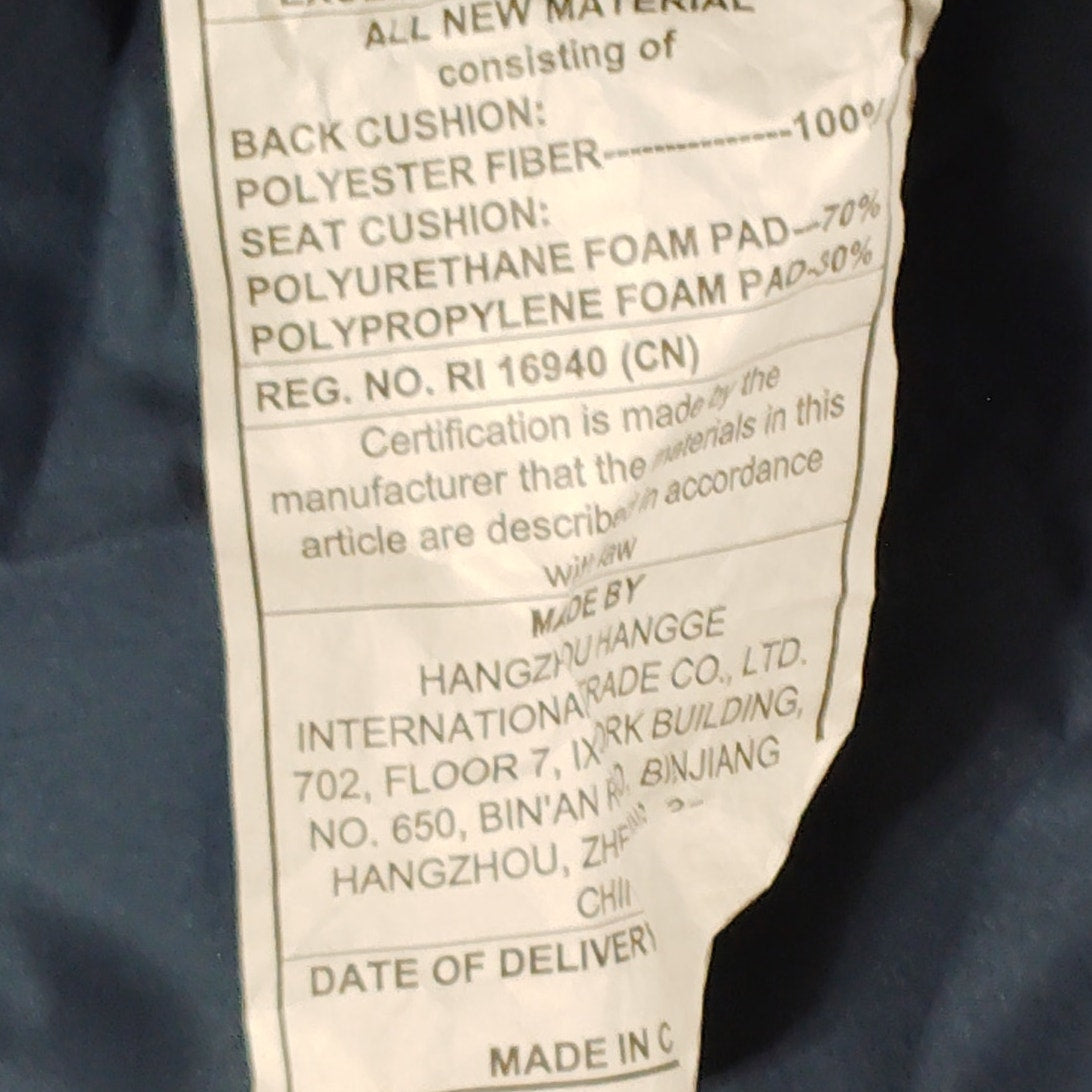 ALL NEW MATERIAL
consisting of
BACK CUSHION:
POLYESTER FIBER---------------100%
SEAT CUSHION:
POLYURETHANE FOAM PAD--70%
POLYPROPYLENE FOAM PAD-30%
REG. NO. RI 16940 (CN)
Certification is made by the
manufacturer that the materials in this
article are described in accordance
with law
MADE BY
HANGZHOU HANGGE
TRADE CO., LTD.
702, FLOOR 7, BUILDING,
NO. 650, BIN'AN RD. BINJIANG
HANGZHOU,
DATE OF DELIVERY
MADE IN C